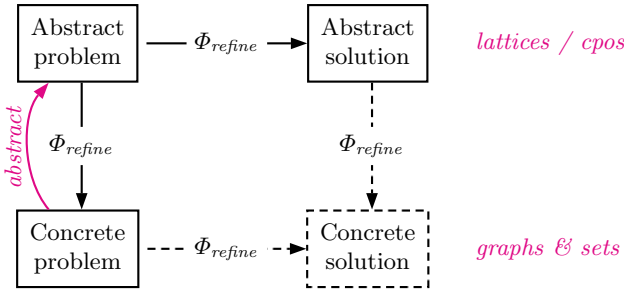 Abstract
problem
Φrefine
Abstract
solution
lattices / cpos
abstract
Φrefine
Φrefine
Concrete
problem
Φrefine
Concrete
solution
graphs & sets